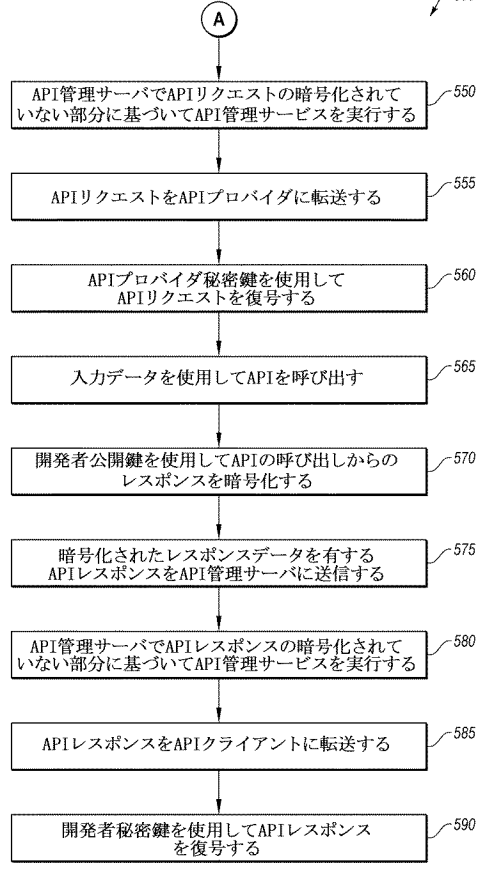 A
API管理サーバでAPIリクエストの暗号化されて
いない部分に基づいてAPI管理サービスを実行する
550
APIリクエストをAPIプロバイダに転送する
555
APIプロバイダ秘密鍵を使用して
APIリクエストを復号する
560
入力データを使用してAPIを呼び出す
565
開発者公開鍵を使用してAPIの呼び出しからの
レスポンスを暗号化する
570
暗号化されたレスポンスデータを有する
APIレスポンスをAPI管理サーバに送信する
575
API管理サーバでAPIレスポンスの暗号化されて
いない部分に基づいてAPI管理サービスを実行する
580
APIレスポンスをAPIクライアントに転送する
585
開発者秘密鍵を使用してAPIレスポンス
を復号する
590